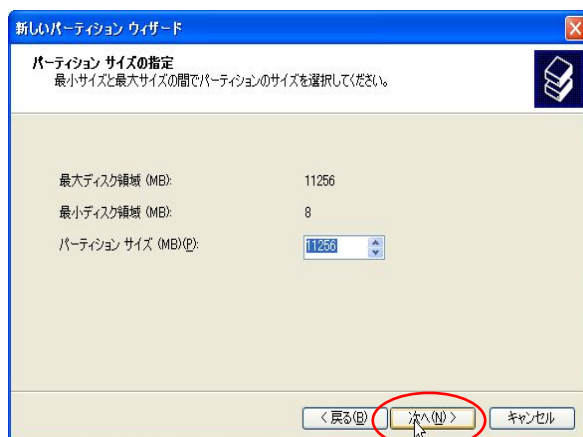 新しいパーティション ウィザード
パーティション サイズの指定
最小サイズと最大サイズの間でパーティションのサイズを選択してください。
最大ディスク領域 (MB): 11256
最小ディスク領域 (MB): 8
パーティション サイズ (MB)(P): 11256
< 戻る(B) 次へ(N) > キャンセル